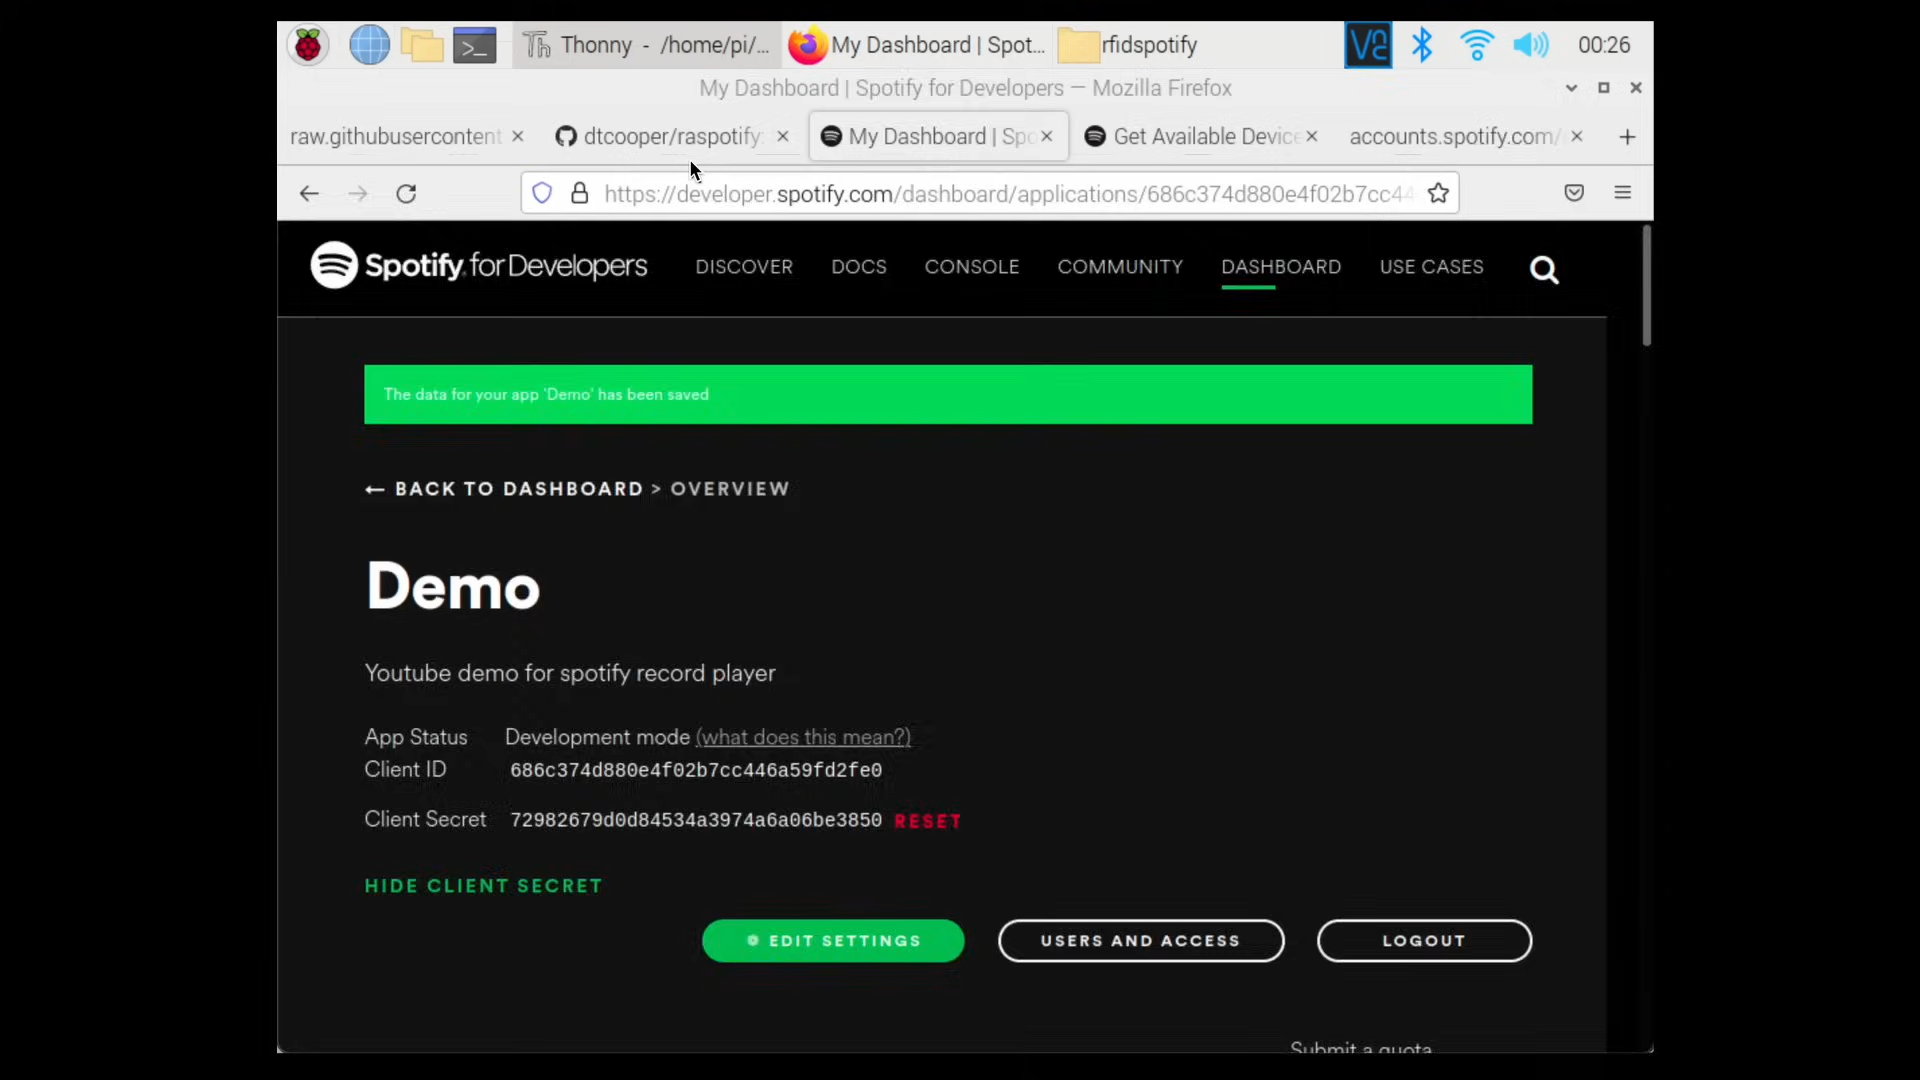 Thonny - /home/pi/...
My Dashboard | Spot...
rfidspotify
00:26
My Dashboard | Spotify for Developers — Mozilla Firefox
raw.githubusercontent
dtcooper/raspotify:
My Dashboard | Spo
Get Available Device
accounts.spotify.com/
https://developer.spotify.com/dashboard/applications/686c374d880e4f02b7cc44
Spotify for Developers
DISCOVER
DOCS
CONSOLE
COMMUNITY
DASHBOARD
USE CASES
The data for your app 'Demo' has been saved
← BACK TO DASHBOARD > OVERVIEW
Demo
Youtube demo for spotify record player
App Status Development mode (what does this mean?)
Client ID 686c374d880e4f02b7cc446a59fd2fe0
Client Secret 72982679d0d84534a3974a6a06be3850 RESET
HIDE CLIENT SECRET
EDIT SETTINGS
USERS AND ACCESS
LOGOUT
Submit a quota